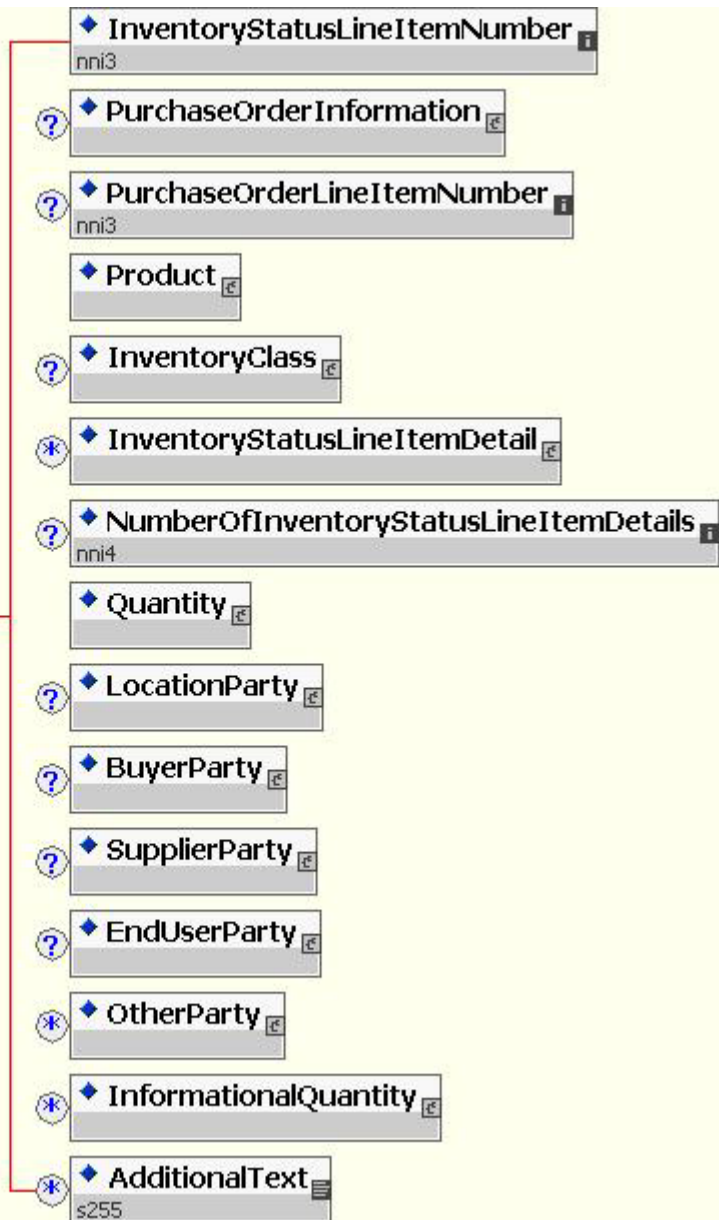 InventoryStatusLineItemNumber
nni3
? PurchaseOrderInformation
? PurchaseOrderLineItemNumber
nni3
Product
? InventoryClass
* InventoryStatusLineItemDetail
? NumberOfInventoryStatusLineItemDetails
nni4
Quantity
? LocationParty
? BuyerParty
? SupplierParty
? EndUserParty
* OtherParty
* InformationalQuantity
* AdditionalText
s255